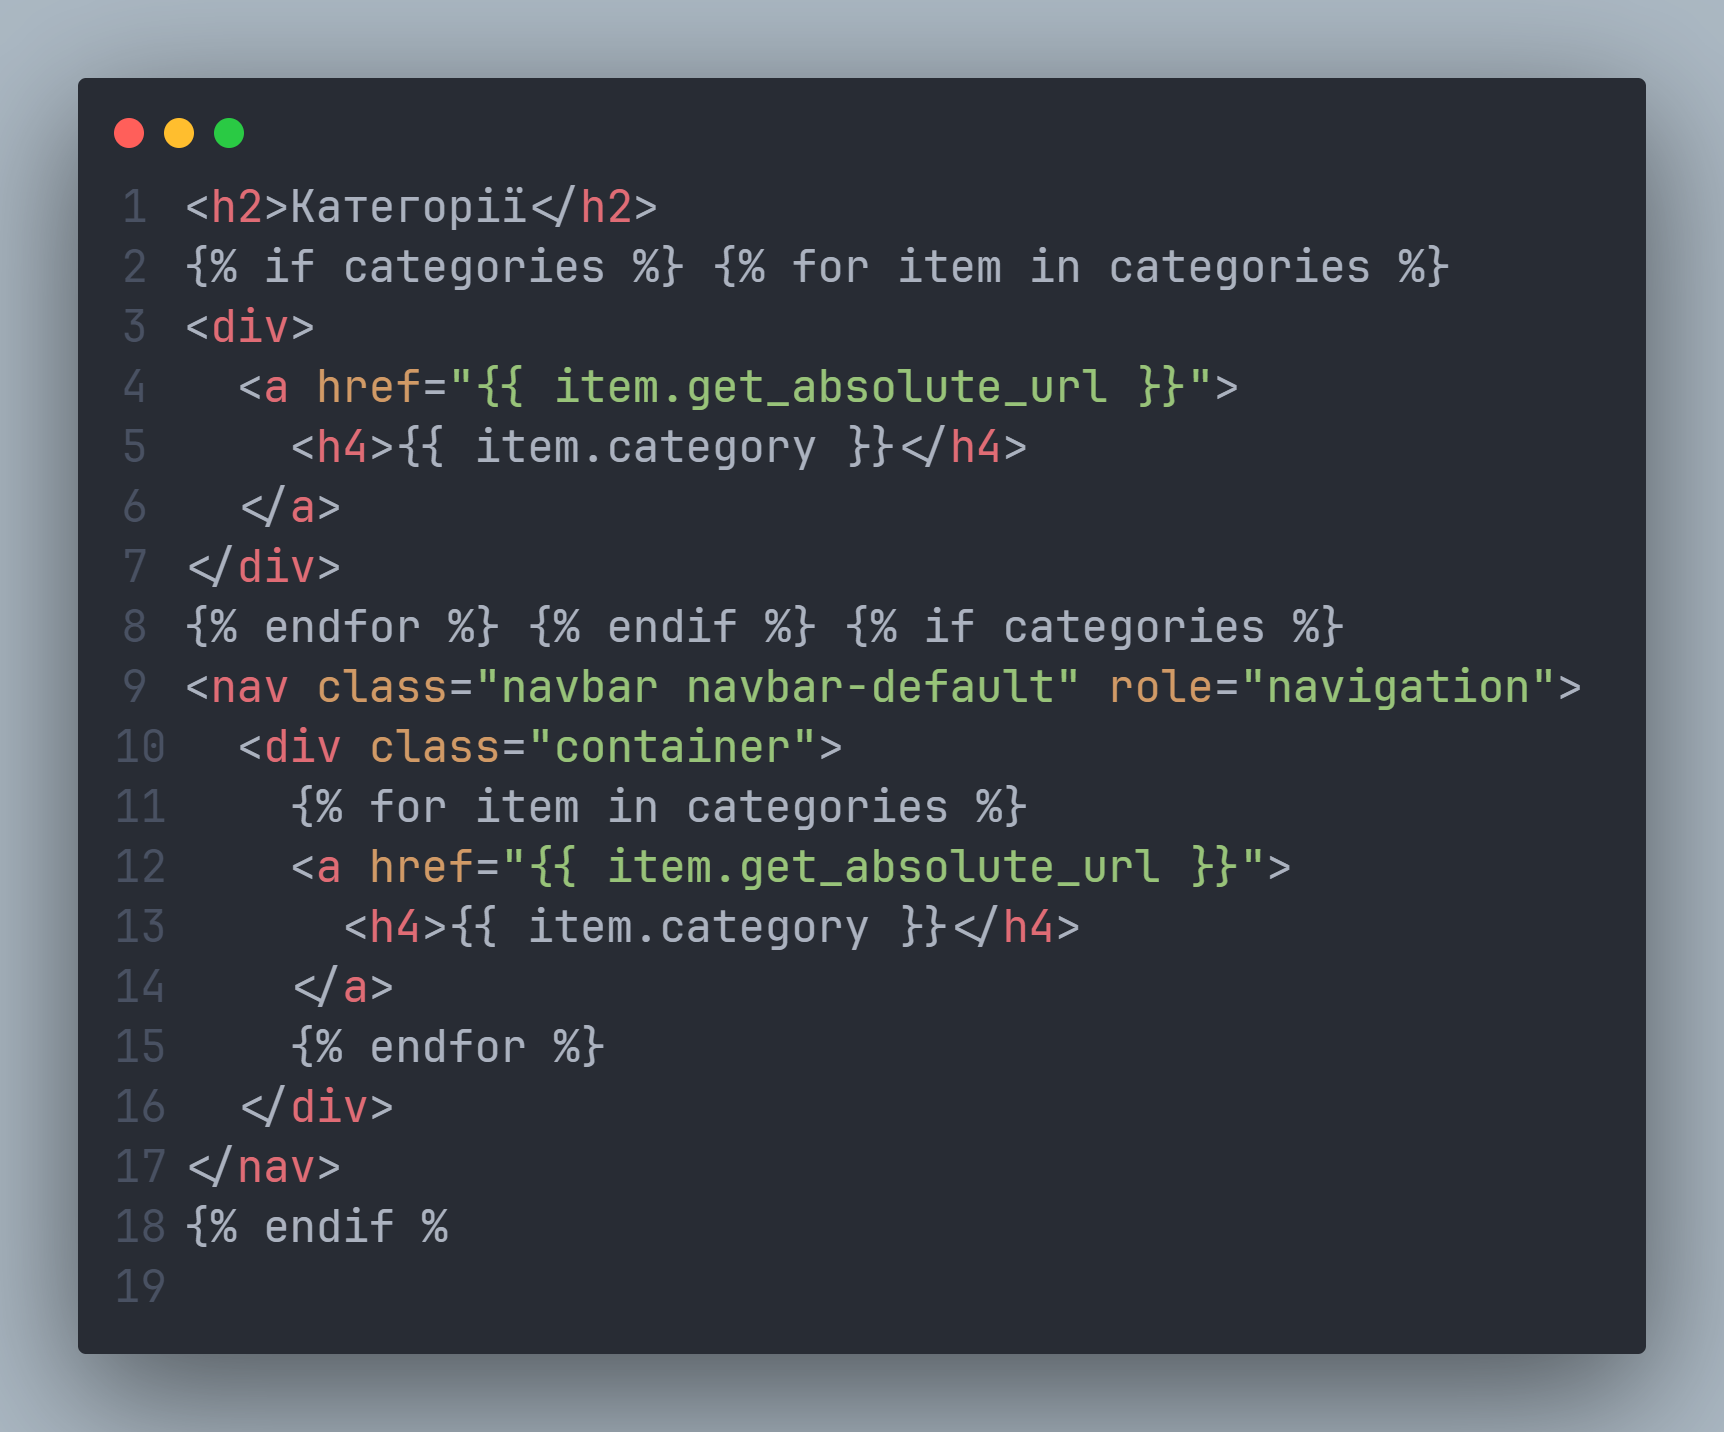 1 <h2>Категорії</h2>
2 {% if categories %} {% for item in categories %}
3 <div>
4   <a href="{{ item.get_absolute_url }}">
5     <h4>{{ item.category }}</h4>
6   </a>
7 </div>
8 {% endfor %} {% endif %} {% if categories %}
9 <nav class="navbar navbar-default" role="navigation">
10   <div class="container">
11     {% for item in categories %}
12     <a href="{{ item.get_absolute_url }}">
13       <h4>{{ item.category }}</h4>
14     </a>
15     {% endfor %}
16   </div>
17 </nav>
18 {% endif %
19